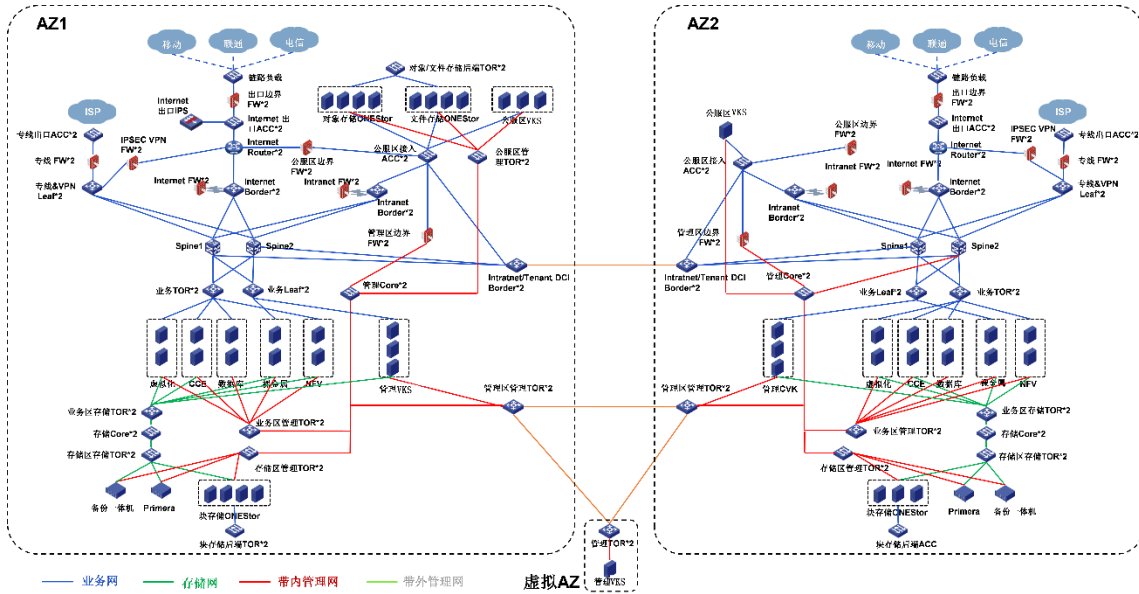 AZ1
移动
联通
电信
链路负载
出口边界
FW*2
Internet
出口IPS
Internet 出
口ACC*2
ISP
专线出口ACC*2
IPSEC VPN
FW*2
专线 FW*2
专线&VPN
Leaf*2
Internet
Router*2
公服区边界
FW*2
Internet FW*2
Internet
Border*2
Intranet FW*2
Intranet
Border*2
对象/文件存储后端TOR*2
对象存储ONEStor
文件存储ONEStor
公服区VKS
公服区接入
ACC*2
公服区管
理TOR*2
管理区边界
FW*2
Spine1
Spine2
Intratnet/Tenant DCI
Border*2
管理Core*2
业务TOR*2
业务Leaf*2
虚拟化
CCE
数据库
裸金属
NFV
管理VKS
管理区管理TOR*2
业务区存储TOR*2
业务区管理TOR*2
存储Core*2
存储区存储TOR*2
存储区管理TOR*2
备份一体机
Primera
块存储ONEStor
块存储后端TOR*2
AZ2
移动
联通
电信
链路负载
出口边界
FW*2
Internet 出
口ACC*2
ISP
专线出口ACC*2
IPSEC VPN
FW*2
专线 FW*2
专线&VPN
Leaf*2
Internet
Router*2
公服区VKS
公服区边界
FW*2
公服区接入
ACC*2
Intranet FW*2
Internet FW*2
Internet
Border*2
Intranet
Border*2
管理区边界
FW*2
Spine1
Spine2
Intratnet/Tenant DCI
Border*2
管理Core*2
业务Leaf*2
业务TOR*2
管理CVK
虚拟化
CCE
数据库
裸金属
NFV
管理区管理TOR*2
业务区存储TOR*2
业务区管理TOR*2
存储Core*2
存储区存储TOR*2
存储区管理TOR*2
块存储ONEStor
Primera
备份一体机
块存储后端ACC
管理TOR*2
管理VKS
虚拟AZ
业务网
存储网
带内管理网
带外管理网